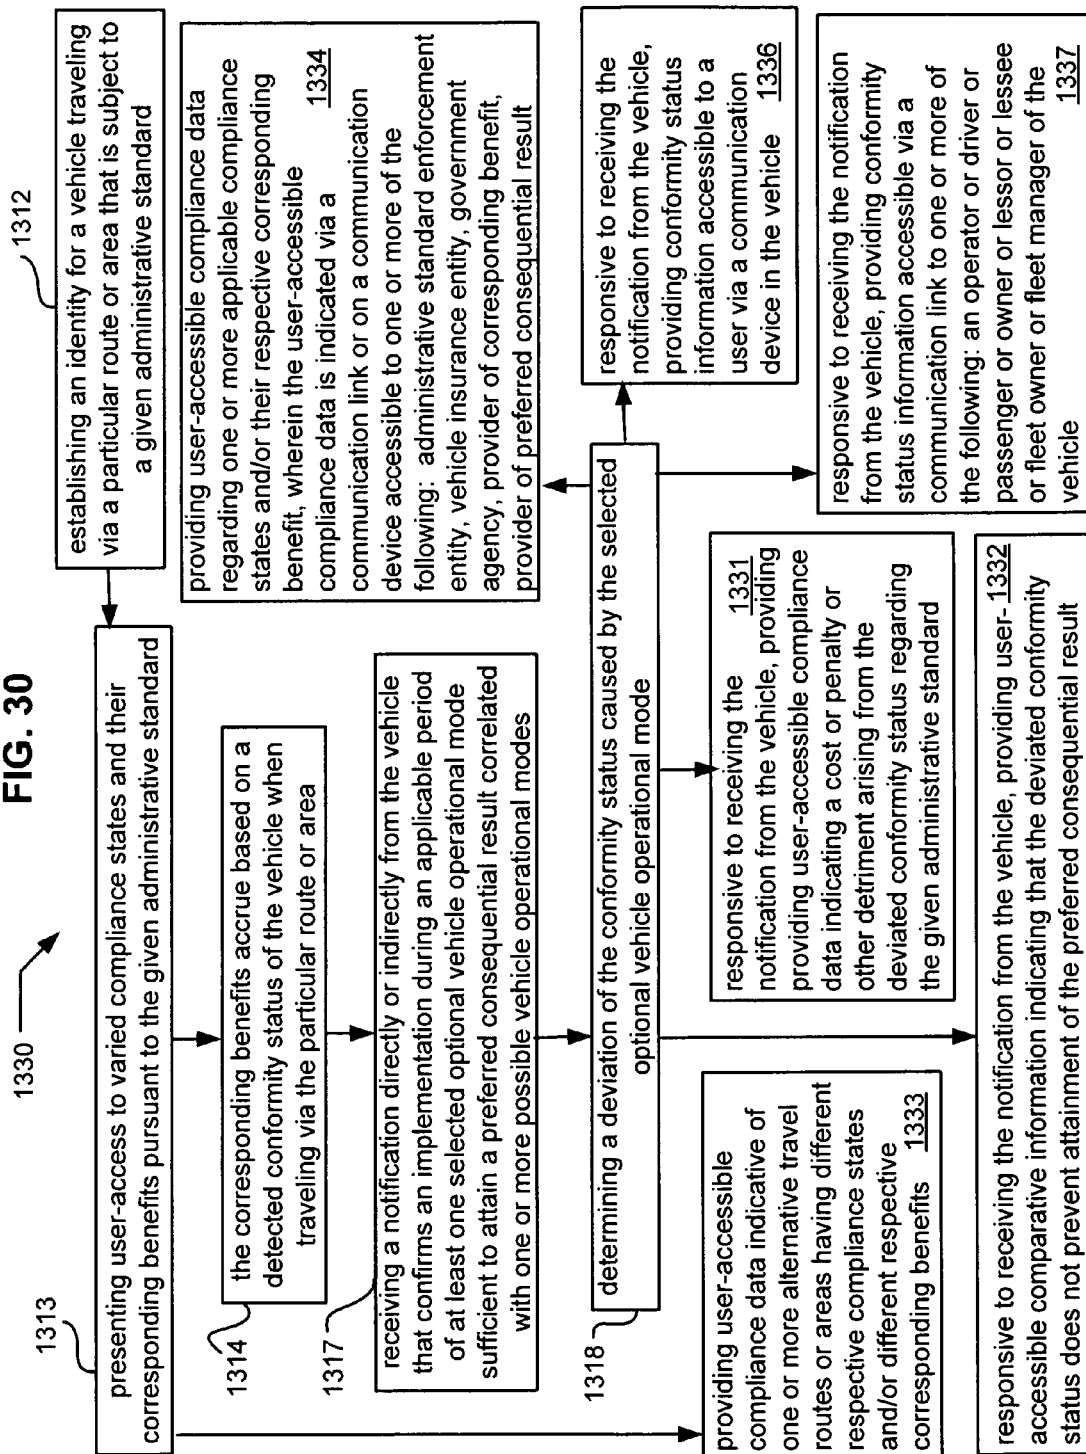 FIG. 30
1330
1312
establishing an identity for a vehicle traveling
via a particular route or area that is subject to
a given administrative standard
1313
presenting user-access to varied compliance states and their
corresponding benefits pursuant to the given administrative standard
1314
the corresponding benefits accrue based on a
detected conformity status of the vehicle when
traveling via the particular route or area
1317
receiving a notification directly or indirectly from the vehicle
that confirms an implementation during an applicable period
of at least one selected optional vehicle operational mode
sufficient to attain a preferred consequential result correlated
with one or more possible vehicle operational modes
providing user-accessible compliance data
regarding one or more applicable compliance
states and/or their respective corresponding
benefit, wherein the user-accessible
compliance data is indicated via a 1334
communication link or on a communication
device accessible to one or more of the
following: administrative standard enforcement
entity, vehicle insurance entity, government
agency, provider of corresponding benefit,
provider of preferred consequential result
1318
determining a deviation of the conformity status caused by the selected
optional vehicle operational mode
responsive to receiving the
notification from the vehicle,
providing conformity status
information accessible to a
user via a communication
device in the vehicle 1336
providing user-accessible
compliance data indicative of
one or more alternative travel
routes or areas having different
respective compliance states
and/or different respective
corresponding benefits 1333
responsive to receiving the 1331
notification from the vehicle, providing
providing user-accessible compliance
data indicating a cost or penalty or
other detriment arising from the
deviated conformity status regarding
the given administrative standard
responsive to receiving the notification
from the vehicle, providing conformity
status information accessible via a
communication link to one or more of
the following: an operator or driver or
passenger or owner or lessor or lessee
or fleet owner or fleet manager of the
vehicle 1337
responsive to receiving the notification from the vehicle, providing user- 1332
accessible comparative information indicating that the deviated conformity
status does not prevent attainment of the preferred consequential result